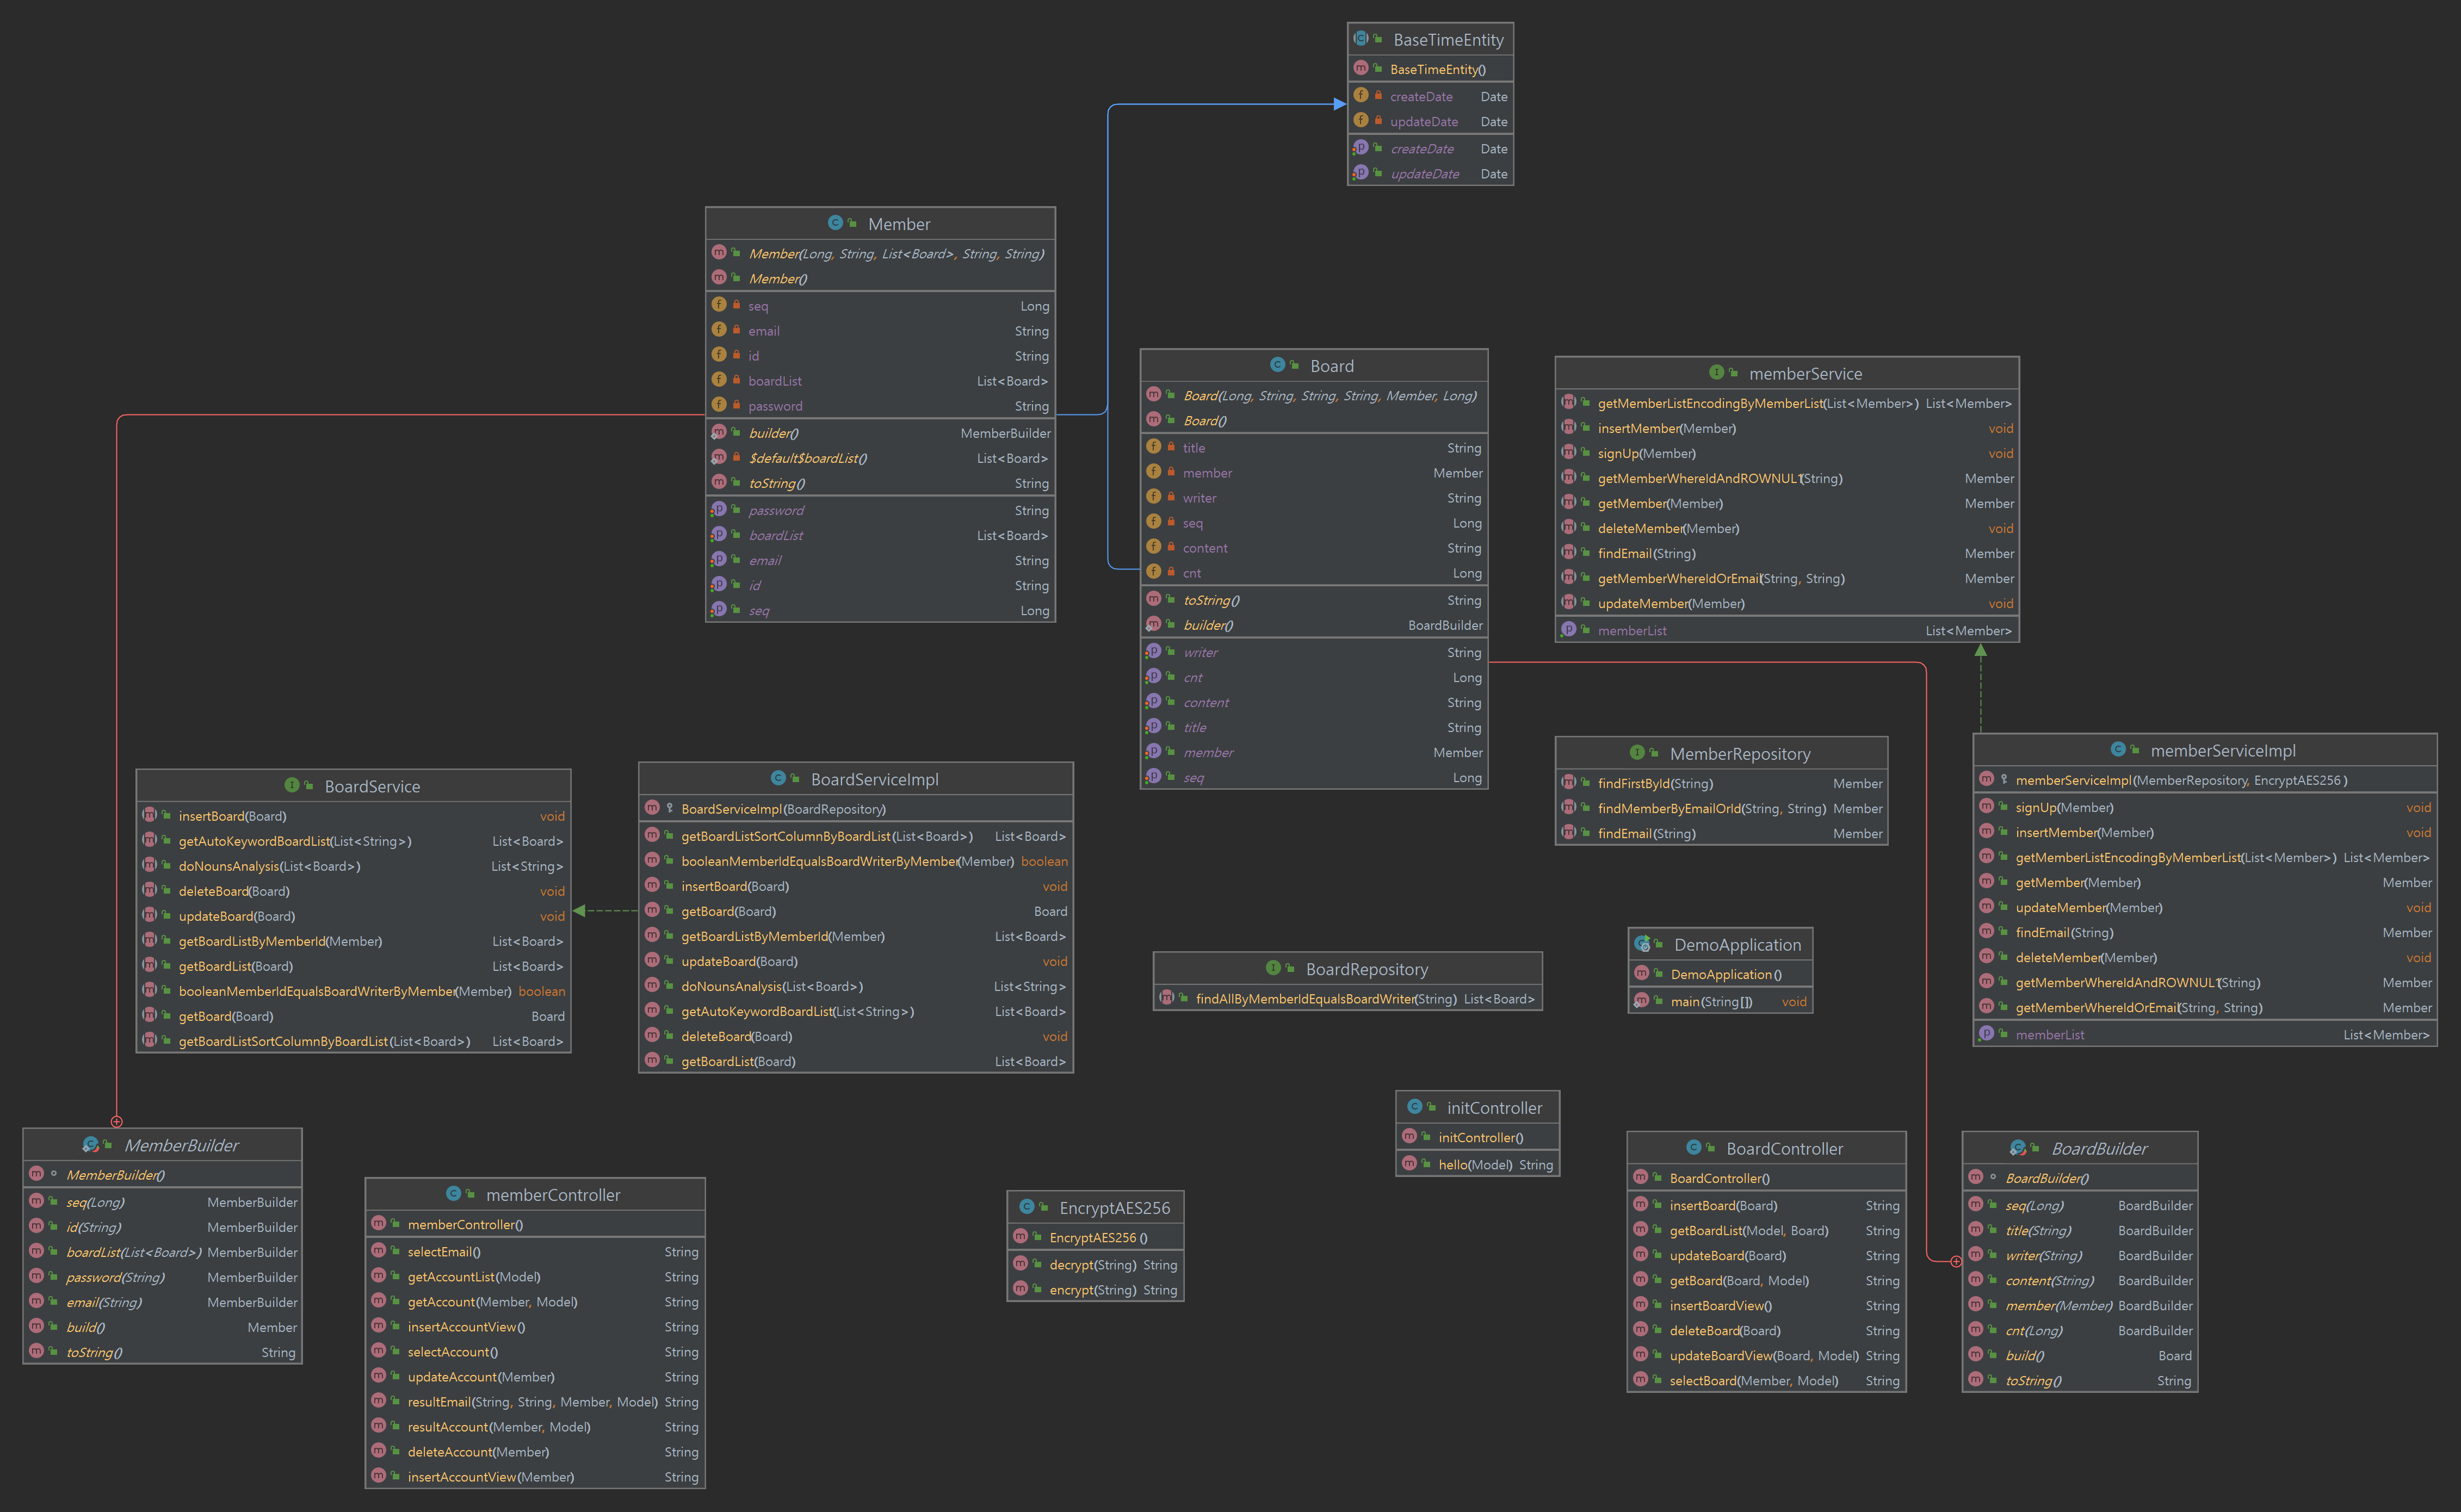 BaseTimeEntity
BaseTimeEntity()
createDate Date
updateDate Date
createDate Date
updateDate Date
Member
Member(Long, String, List<Board>, String, String)
Member()
seq Long
email String
id String
boardList List<Board>
password String
builder() MemberBuilder
$default$boardList() List<Board>
toString() String
password String
boardList List<Board>
email String
id String
seq Long
Board
Board(Long, String, String, String, Member, Long)
Board()
title String
member Member
writer String
seq Long
content String
cnt Long
toString() String
builder() BoardBuilder
writer String
cnt Long
content String
title String
member Member
seq Long
memberService
getMemberListEncodingByMemberList(List<Member>) List<Member>
insertMember(Member) void
signUp(Member) void
getMemberWhereIdAndROWNUL1(String) Member
getMember(Member) Member
deleteMember(Member) void
findEmail(String) Member
getMemberWhereIdOrEmail(String, String) Member
updateMember(Member) void
memberList List<Member>
MemberRepository
findFirstById(String) Member
findMemberByEmailOrId(String, String) Member
findEmail(String) Member
memberServiceImpl
memberServiceImpl(MemberRepository, EncryptAES256)
signUp(Member) void
insertMember(Member) void
getMemberListEncodingByMemberList(List<Member>) List<Member>
getMember(Member) Member
updateMember(Member) void
findEmail(String) Member
deleteMember(Member) void
getMemberWhereIdAndROWNUL1(String) Member
getMemberWhereIdOrEmail(String, String) Member
memberList List<Member>
BoardService
insertBoard(Board) void
getAutoKeywordBoardList(List<String>) List<Board>
doNounsAnalysis(List<Board>) List<String>
deleteBoard(Board) void
updateBoard(Board) void
getBoardListByMemberId(Member) List<Board>
getBoardList(Board) List<Board>
booleanMemberIdEqualsBoardWriterByMember(Member) boolean
getBoard(Board) Board
getBoardListSortColumnByBoardList(List<Board>) List<Board>
BoardServiceImpl
BoardServiceImpl(BoardRepository)
getBoardListSortColumnByBoardList(List<Board>) List<Board>
booleanMemberIdEqualsBoardWriterByMember(Member) boolean
insertBoard(Board) void
getBoard(Board) Board
getBoardListByMemberId(Member) List<Board>
updateBoard(Board) void
doNounsAnalysis(List<Board>) List<String>
getAutoKeywordBoardList(List<String>) List<Board>
deleteBoard(Board) void
getBoardList(Board) List<Board>
BoardRepository
findAllByMemberIdEqualsBoardWriter(String) List<Board>
DemoApplication
DemoApplication()
main(String[]) void
initController
initController()
hello(Model) String
MemberBuilder
MemberBuilder()
seq(Long) MemberBuilder
id(String) MemberBuilder
boardList(List<Board>) MemberBuilder
password(String) MemberBuilder
email(String) MemberBuilder
build() Member
toString() String
memberController
memberController()
selectEmail() String
getAccountList(Model) String
getAccount(Member, Model) String
insertAccountView() String
selectAccount() String
updateAccount(Member) String
resultEmail(String, String, Member, Model) String
resultAccount(Member, Model) String
deleteAccount(Member) String
insertAccountView(Member) String
EncryptAES256
EncryptAES256()
decrypt(String) String
encrypt(String) String
BoardController
BoardController()
insertBoard(Board) String
getBoardList(Model, Board) String
updateBoard(Board) String
getBoard(Board, Model) String
insertBoardView() String
deleteBoard(Board) String
updateBoardView(Board, Model) String
selectBoard(Member, Model) String
BoardBuilder
BoardBuilder()
seq(Long) BoardBuilder
title(String) BoardBuilder
writer(String) BoardBuilder
content(String) BoardBuilder
member(Member) BoardBuilder
cnt(Long) BoardBuilder
build() Board
toString() String